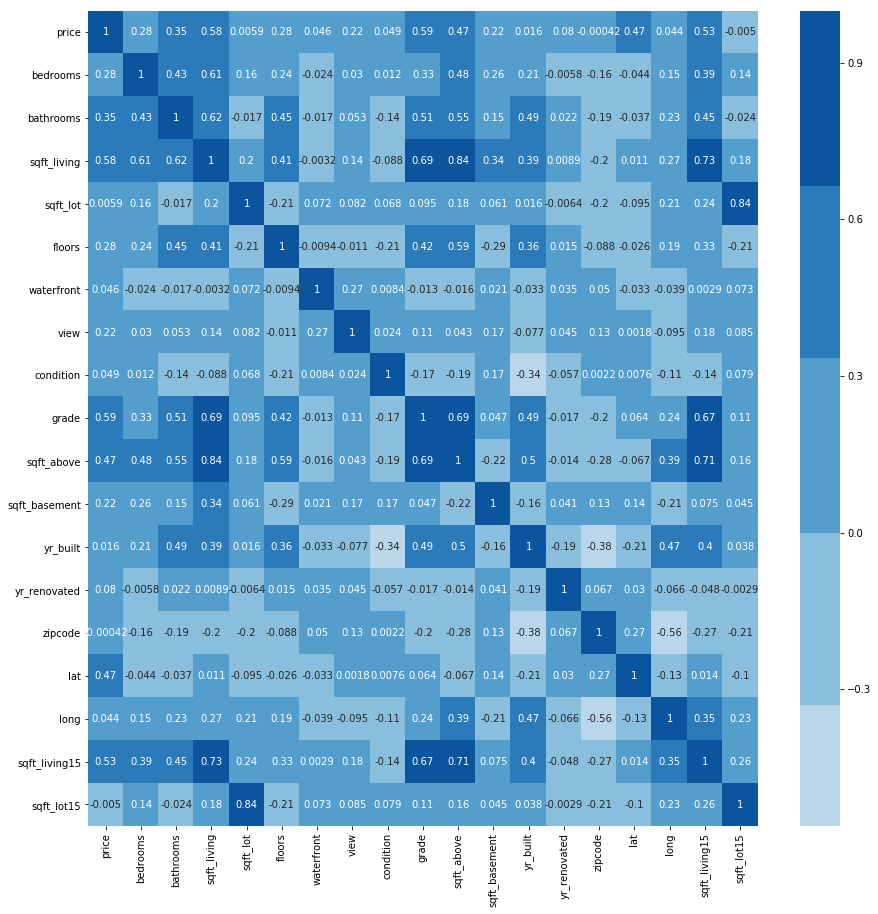 price 1 0.28 0.35 0.58 0.0059 0.28 0.046 0.22 0.049 0.59 0.47 0.22 0.016 0.08 -0.00042 0.47 0.044 0.53 -0.005
bedrooms 0.28 1 0.43 0.61 0.16 0.24 -0.024 0.03 0.012 0.33 0.48 0.26 0.21 -0.0058 -0.16 -0.044 0.15 0.39 0.14
bathrooms 0.35 0.43 1 0.62 -0.017 0.45 -0.017 0.053 -0.14 0.51 0.55 0.15 0.49 0.022 -0.19 -0.037 0.23 0.45 -0.024
sqft_living 0.58 0.61 0.62 1 0.2 0.41 -0.0032 0.14 -0.088 0.69 0.84 0.34 0.39 0.0089 -0.2 0.011 0.27 0.73 0.18
sqft_lot 0.0059 0.16 -0.017 0.2 1 -0.21 0.072 0.082 0.068 0.095 0.18 0.061 0.016 -0.0064 -0.2 -0.095 0.21 0.24 0.84
floors 0.28 0.24 0.45 0.41 -0.21 1 -0.0094 -0.011 -0.21 0.42 0.59 -0.29 0.36 0.015 -0.088 -0.026 0.19 0.33 -0.21
waterfront 0.046 -0.024 -0.017 -0.0032 0.072 -0.0094 1 0.27 0.0084 -0.013 -0.016 0.021 -0.033 0.035 0.05 -0.033 -0.039 0.0029 0.073
view 0.22 0.03 0.053 0.14 0.082 -0.011 0.27 1 0.024 0.11 0.043 0.17 -0.077 0.045 0.13 0.0018 -0.095 0.18 0.085
condition 0.049 0.012 -0.14 -0.088 0.068 -0.21 0.0084 0.024 1 -0.17 -0.19 0.17 -0.34 -0.057 0.0022 0.0076 -0.11 -0.14 0.079
grade 0.59 0.33 0.51 0.69 0.095 0.42 -0.013 0.11 -0.17 1 0.69 0.047 0.49 -0.017 -0.2 0.064 0.24 0.67 0.11
sqft_above 0.47 0.48 0.55 0.84 0.18 0.59 -0.016 0.043 -0.19 0.69 1 -0.22 0.5 -0.014 -0.28 -0.067 0.39 0.71 0.16
sqft_basement 0.22 0.26 0.15 0.34 0.061 -0.29 0.021 0.17 0.17 0.047 -0.22 1 -0.16 0.041 0.13 0.14 -0.21 0.075 0.045
yr_built 0.016 0.21 0.49 0.39 0.016 0.36 -0.033 -0.077 -0.34 0.49 0.5 -0.16 1 -0.19 -0.38 -0.21 0.47 0.4 0.038
yr_renovated 0.08 -0.0058 0.022 0.0089 -0.0064 0.015 0.035 0.045 -0.057 -0.017 -0.014 0.041 -0.19 1 0.067 0.03 -0.066 -0.048 -0.0029
zipcode -0.00042 -0.16 -0.19 -0.2 -0.2 -0.088 0.05 0.13 0.0022 -0.2 -0.28 0.13 -0.38 0.067 1 0.27 -0.56 -0.27 -0.21
lat 0.47 -0.044 -0.037 0.011 -0.095 -0.026 -0.033 0.0018 0.0076 0.064 -0.067 0.14 -0.21 0.03 0.27 1 -0.13 0.014 -0.1
long 0.044 0.15 0.23 0.27 0.21 0.19 -0.039 -0.095 -0.11 0.24 0.39 -0.21 0.47 -0.066 -0.56 -0.13 1 0.35 0.23
sqft_living15 0.53 0.39 0.45 0.73 0.24 0.33 0.0029 0.18 -0.14 0.67 0.71 0.075 0.4 -0.048 -0.27 0.014 0.35 1 0.26
sqft_lot15 -0.005 0.14 -0.024 0.18 0.84 -0.21 0.073 0.085 0.079 0.11 0.16 0.045 0.038 -0.0029 -0.21 -0.1 0.23 0.26 1
price bedrooms bathrooms sqft_living sqft_lot floors waterfront view condition grade sqft_above sqft_basement yr_built yr_renovated zipcode lat long sqft_living15 sqft_lot15
0.9
0.6
0.3
0.0
−0.3